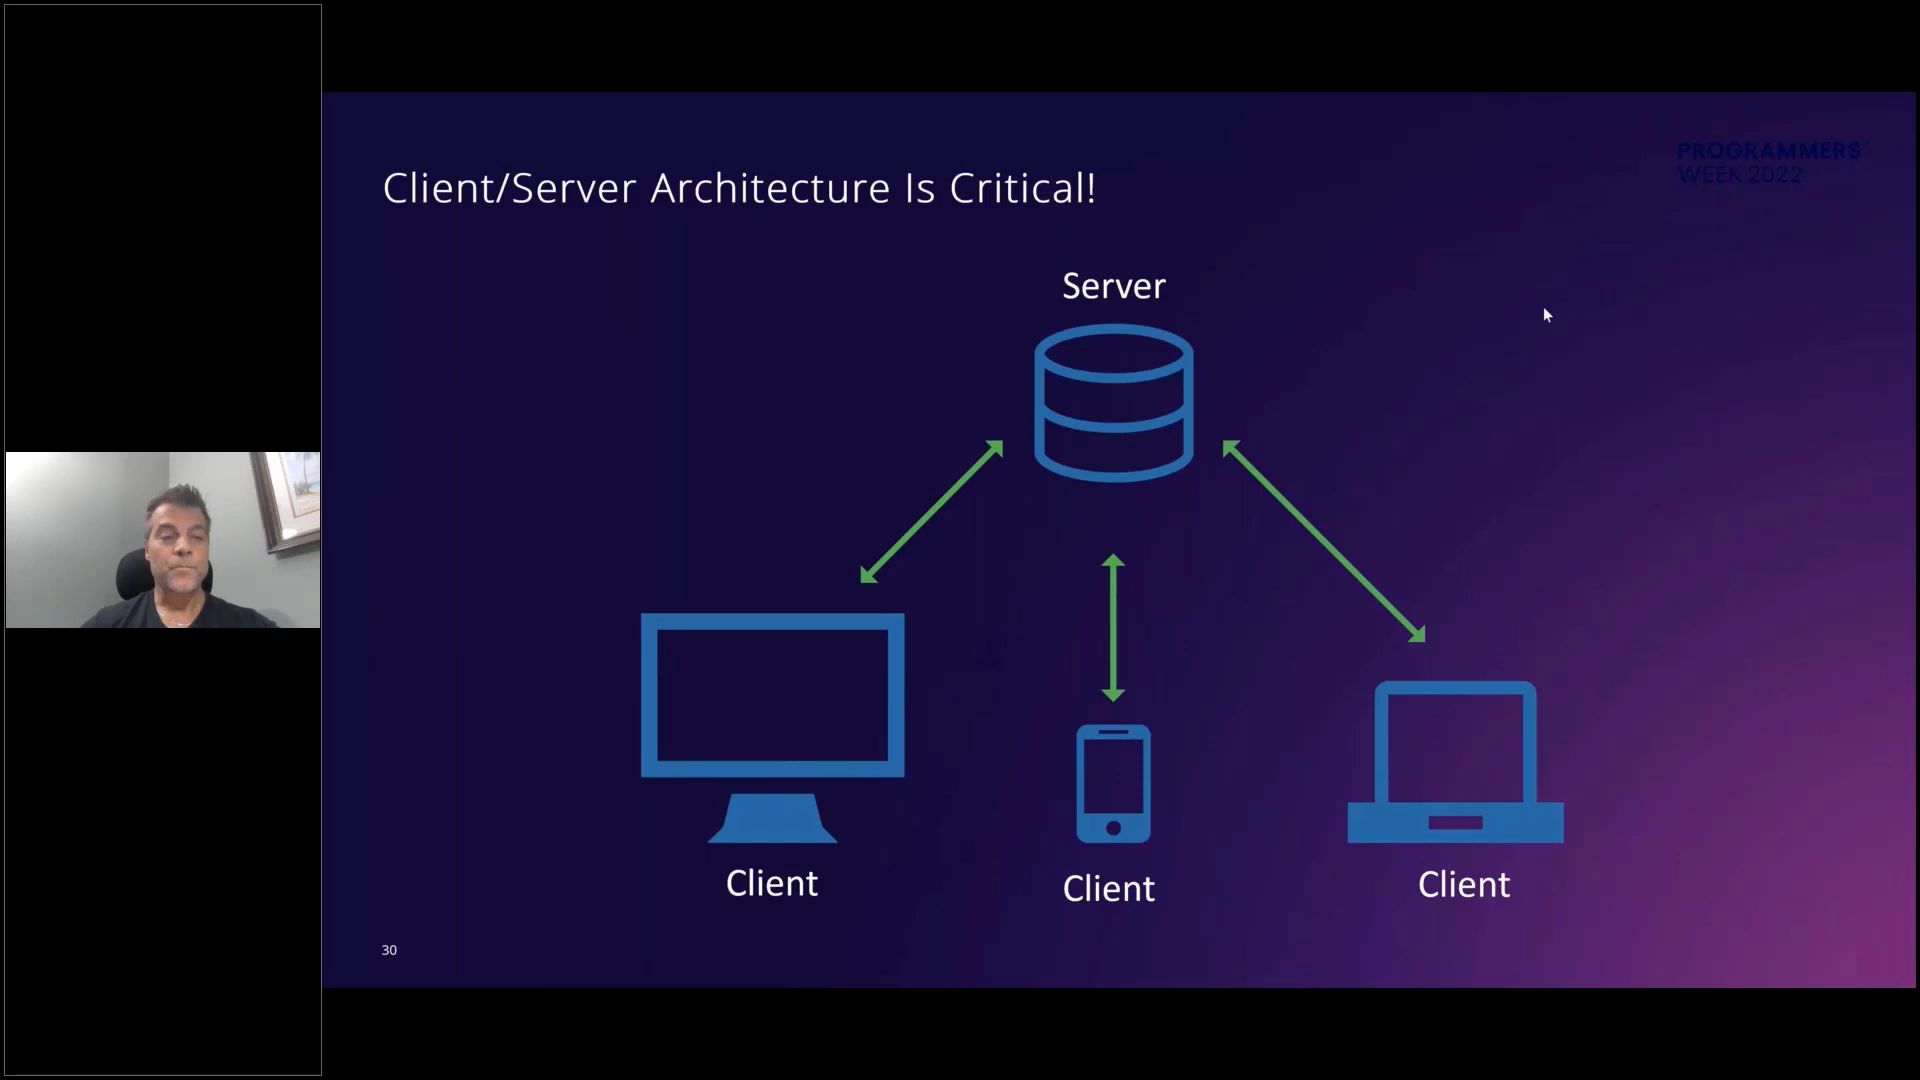 PROGRAMMERS'
WEEK 2022
Client/Server Architecture Is Critical!
Server
Client
Client
Client
30